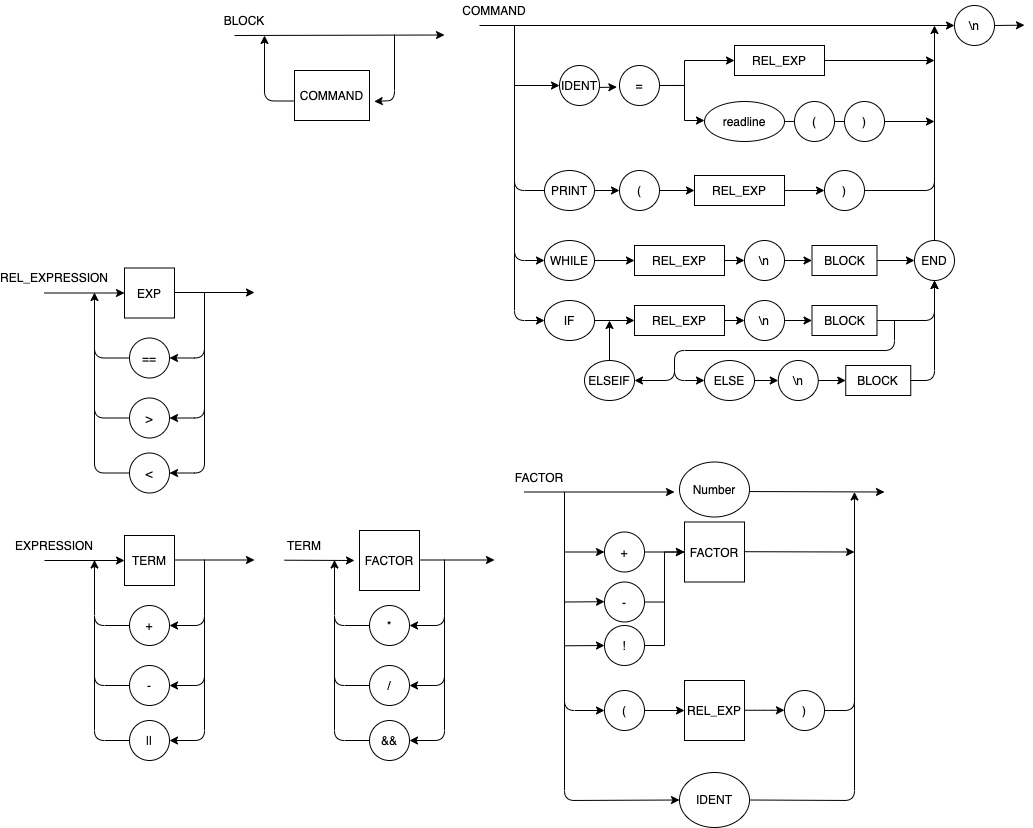 BLOCK
COMMAND
COMMAND
\n
IDENT = REL_EXP
readline ( )
PRINT ( REL_EXP )
WHILE REL_EXP \n BLOCK END
IF REL_EXP \n BLOCK
ELSEIF ELSE \n BLOCK
REL_EXPRESSION
EXP
==
>
<
EXPRESSION
TERM
+
-
||
TERM
FACTOR
*
/
&&
FACTOR
Number
+ FACTOR
-
!
( REL_EXP )
IDENT